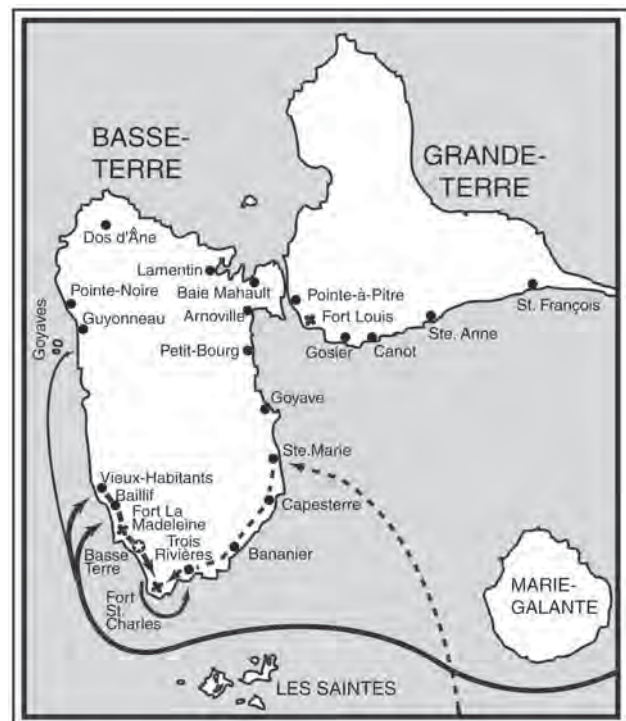 BASSE-
TERRE
GRANDE-
TERRE
Dos d'Âne
Lamentin
Baie Mahault
Pointe-Noire
Pointe-à-Pitre
St. François
Goyaves
Guyonneau
Arnoville
Fort Louis
Ste. Anne
Petit-Bourg
Gosier
Canot
Goyave
Ste.Marie
Vieux-Habitants
Baillif
Capesterre
Fort La
Madeleine
Trois
Rivières
Basse
Terre
Bananier
Fort
St.
Charles
MARIE-
GALANTE
LES SAINTES